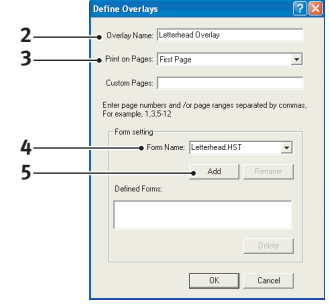 Define Overlays
2 Overlay Name: Letterhead Overlay
3 Print on Pages: First Page
Custom Pages:
Enter page numbers and /or page ranges separated by commas,
For example, 1,3,5-12
Form setting
4 Form Name: Letterhead.HST
5 Add Rename
Defined Forms:
Delete
OK Cancel